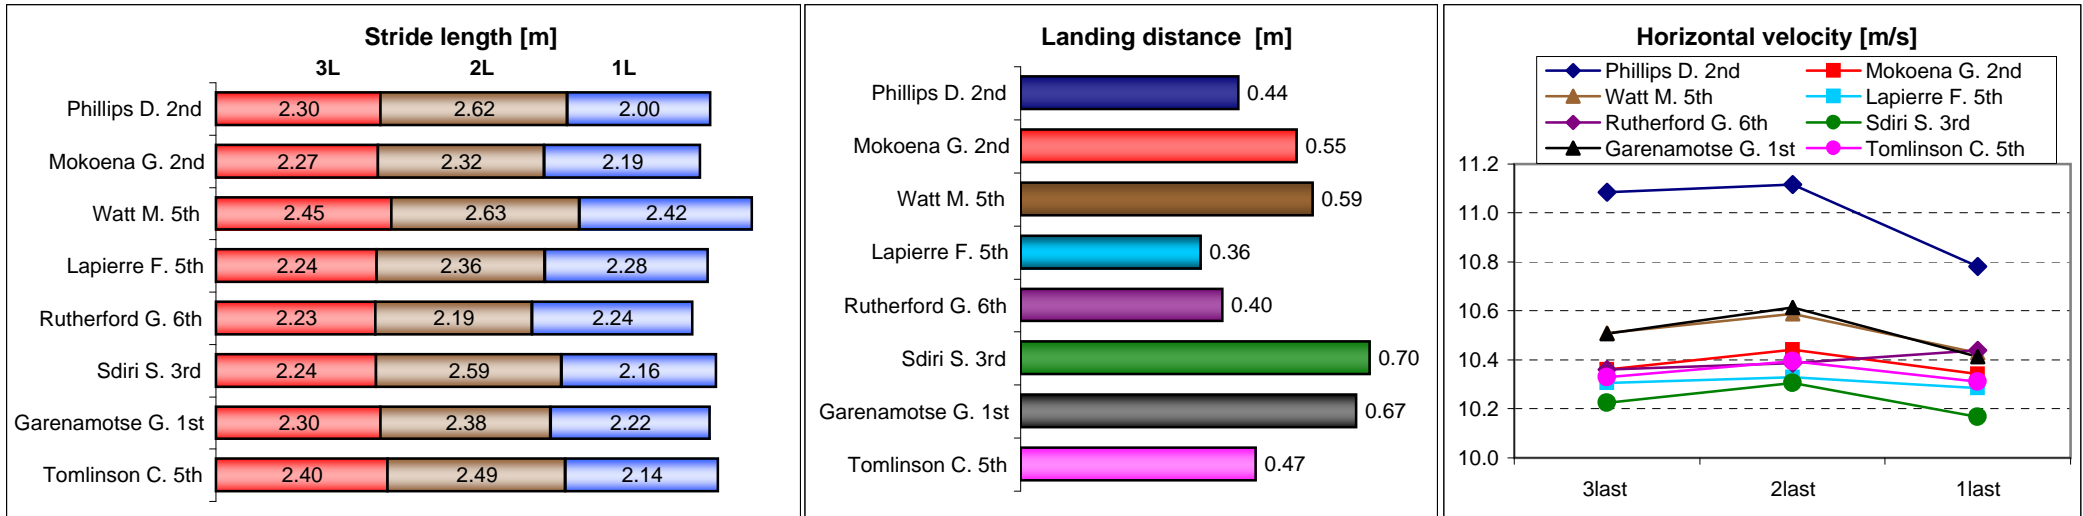 Stride length [m]
3L 2L 1L
Phillips D. 2nd 2.30 2.62 2.00
Mokoena G. 2nd 2.27 2.32 2.19
Watt M. 5th 2.45 2.63 2.42
Lapierre F. 5th 2.24 2.36 2.28
Rutherford G. 6th 2.23 2.19 2.24
Sdiri S. 3rd 2.24 2.59 2.16
Garenamotse G. 1st 2.30 2.38 2.22
Tomlinson C. 5th 2.40 2.49 2.14
Landing distance [m]
Phillips D. 2nd 0.44
Mokoena G. 2nd 0.55
Watt M. 5th 0.59
Lapierre F. 5th 0.36
Rutherford G. 6th 0.40
Sdiri S. 3rd 0.70
Garenamotse G. 1st 0.67
Tomlinson C. 5th 0.47
Horizontal velocity [m/s]
Phillips D. 2nd Mokoena G. 2nd
Watt M. 5th Lapierre F. 5th
Rutherford G. 6th Sdiri S. 3rd
Garenamotse G. 1st Tomlinson C. 5th
11.2
11.0
10.8
10.6
10.4
10.2
10.0
3last 2last 1last